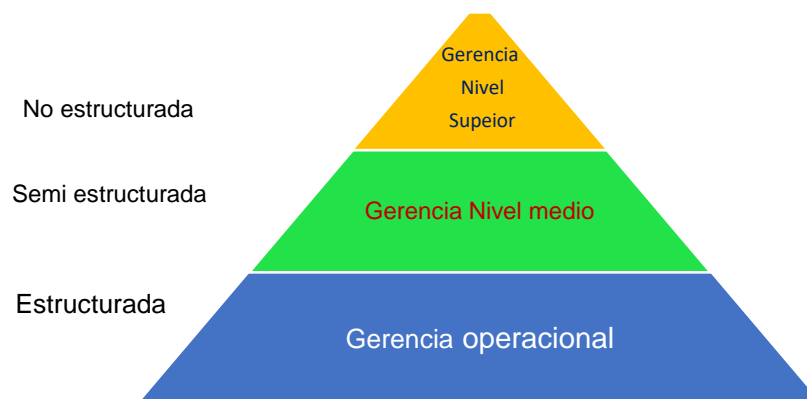 Gerencia
Nivel
Supeior
No estructurada
Semi estructurada
Gerencia Nivel medio
Estructurada
Gerencia operacional